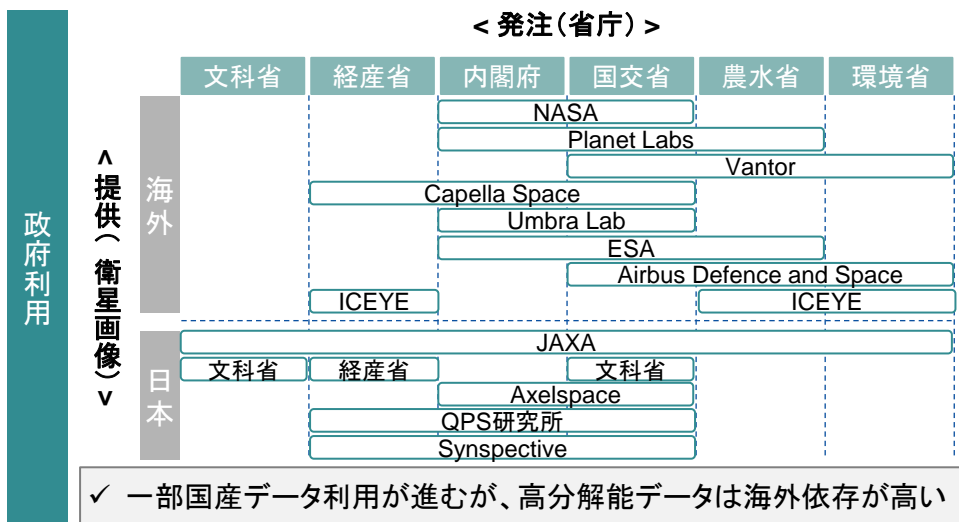 政府利用
< 発注（省庁） >
文科省 経産省 内閣府 国交省 農水省 環境省
< 提供（ 衛星画像） >
海外
NASA
Planet Labs
Vantor
Capella Space
Umbra Lab
ESA
Airbus Defence and Space
ICEYE ICEYE
日本
JAXA
文科省 経産省 文科省
Axelspace
QPS研究所
Synspective
✓ 一部国産データ利用が進むが、高分解能データは海外依存が高い